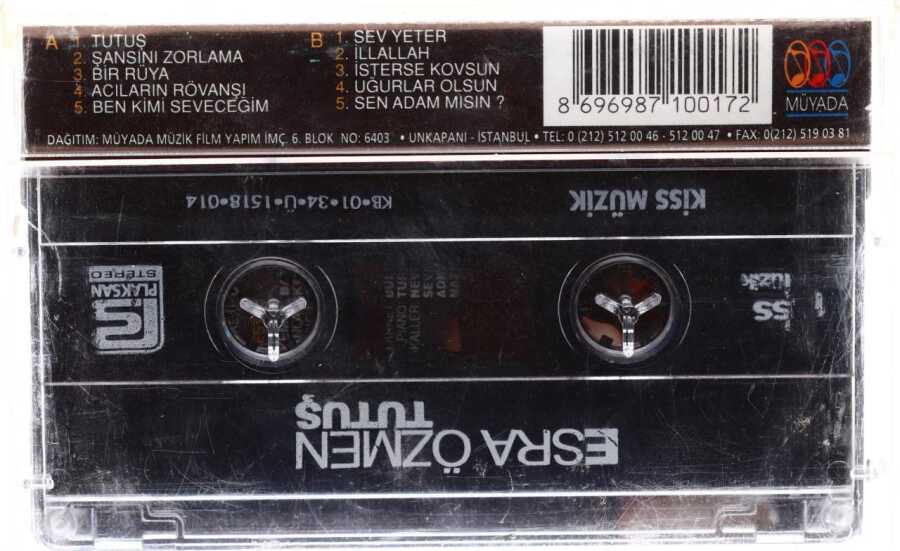 A
1. TUTUŞ
2. ŞANSINI ZORLAMA
3. BİR RÜYA
4. ACILARIN RÖVANŞI
5. BEN KİMİ SEVECEĞİM
B
1. SEV YETER
2. İLLALLAH
3. İSTERSE KOVSUN
4. UĞURLAR OLSUN
5. SEN ADAM MISIN ?
8 696987 100172
MÜYADA
DAĞITIM: MÜYADA MÜZİK FİLM YAPIM İMÇ. 6. BLOK NO: 6403 • UNKAPANI - İSTANBUL • TEL: 0 (212) 512 00 46 - 512 00 47 • FAX: 0(212) 519 03 81
KİSS MÜZİK
KB•01•34•Ü•1518•014
PLAKSAN
STEREO
ESRA ÖZMEN
TUTUŞ